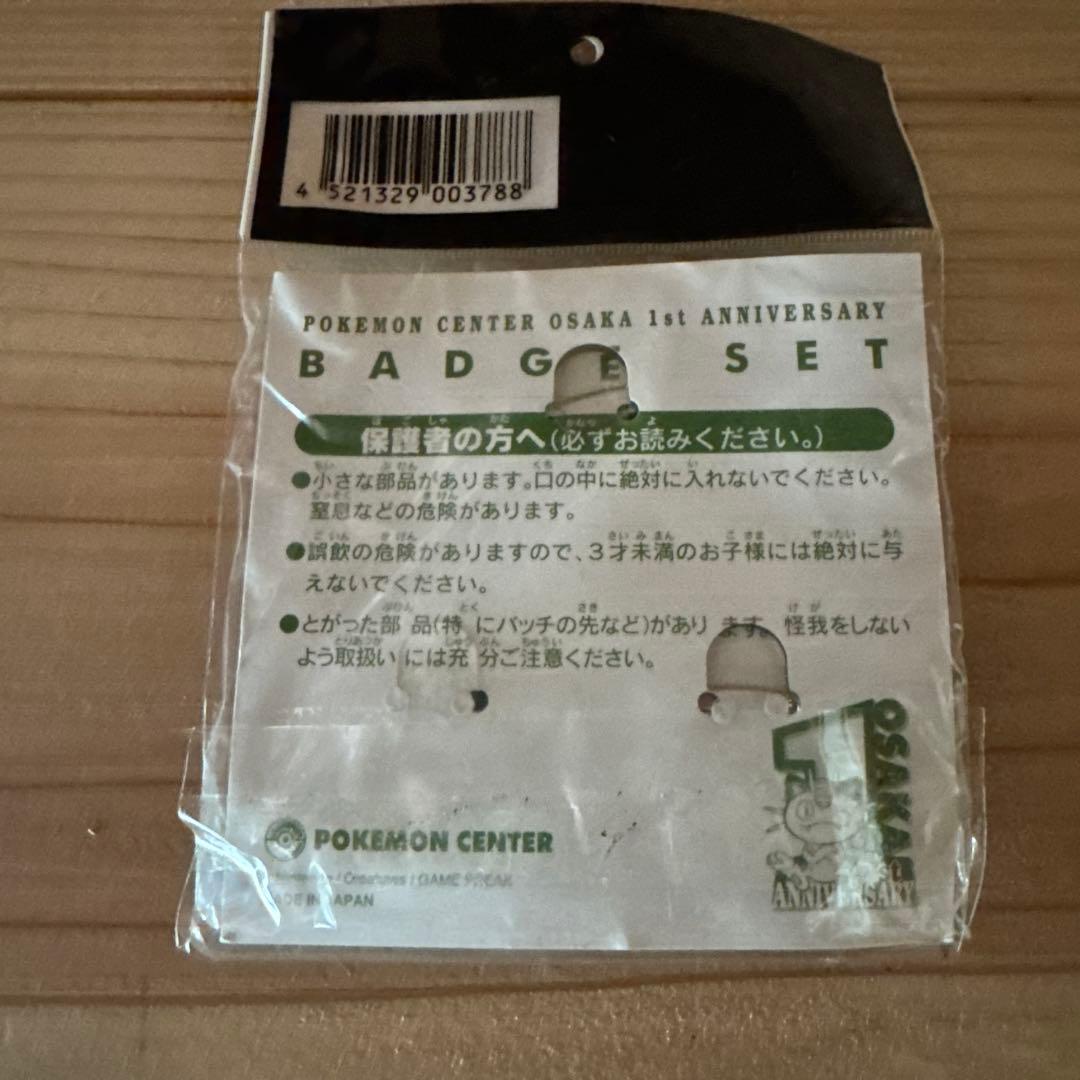 4 521329 003788
POKEMON CENTER OSAKA 1st ANNIVERSARY
BADGE SET
保護者の方へ(必ずお読みください。)
●小さな部品があります。口の中に絶対に入れないでください。
窒息などの危険があります。
●誤飲の危険がありますので、3才未満のお子様には絶対に与
えないでください。
●とがった部品(特にバッチの先など)があります。怪我をしない
よう取扱いには充分ご注意ください。
OSAKA
ANNIVERSARY
POKEMON CENTER
/ Creatures / GAME FREAK
MADE IN JAPAN